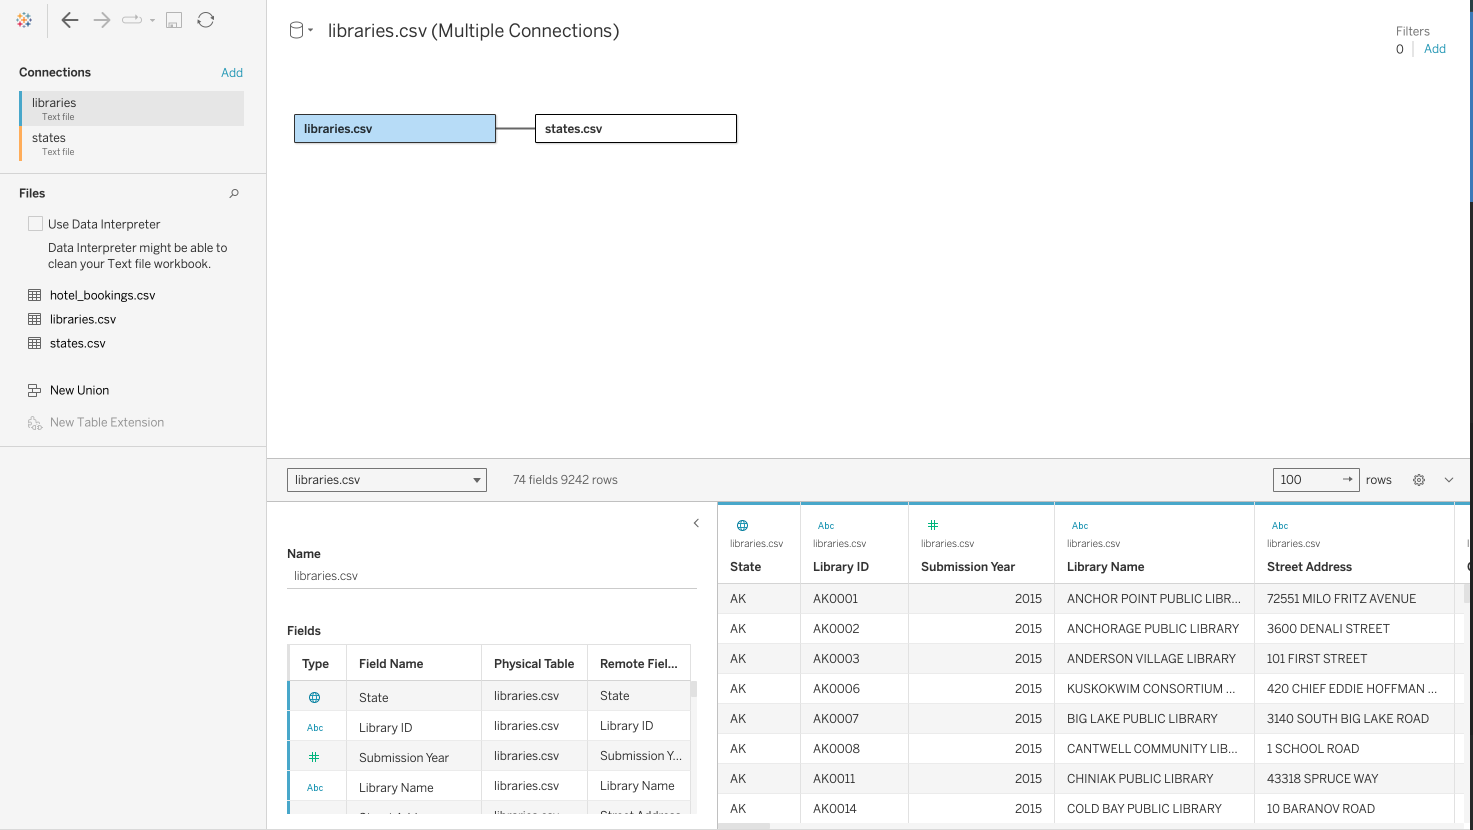 libraries.csv (Multiple Connections)
Filters
0 Add
Connections Add
libraries
Text file
states
Text file
libraries.csv
states.csv
Files
Use Data Interpreter
Data Interpreter might be able to
clean your Text file workbook.
hotel_bookings.csv
libraries.csv
states.csv
New Union
New Table Extension
libraries.csv
74 fields 9242 rows
100 → rows
Name
libraries.csv
Fields
Type Field Name Physical Table Remote Fiel...
State libraries.csv State
Abc Library ID libraries.csv Library ID
# Submission Year libraries.csv Submission Y...
Abc Library Name libraries.csv Library Name
Abc # Abc Abc
libraries.csv libraries.csv libraries.csv libraries.csv libraries.csv
State Library ID Submission Year Library Name Street Address
AK AK0001 2015 ANCHOR POINT PUBLIC LIBR... 72551 MILO FRITZ AVENUE
AK AK0002 2015 ANCHORAGE PUBLIC LIBRARY 3600 DENALI STREET
AK AK0003 2015 ANDERSON VILLAGE LIBRARY 101 FIRST STREET
AK AK0006 2015 KUSKOKWIM CONSORTIUM ... 420 CHIEF EDDIE HOFFMAN ...
AK AK0007 2015 BIG LAKE PUBLIC LIBRARY 3140 SOUTH BIG LAKE ROAD
AK AK0008 2015 CANTWELL COMMUNITY LIB... 1 SCHOOL ROAD
AK AK0011 2015 CHINIAK PUBLIC LIBRARY 43318 SPRUCE WAY
AK AK0014 2015 COLD BAY PUBLIC LIBRARY 10 BARANOV ROAD